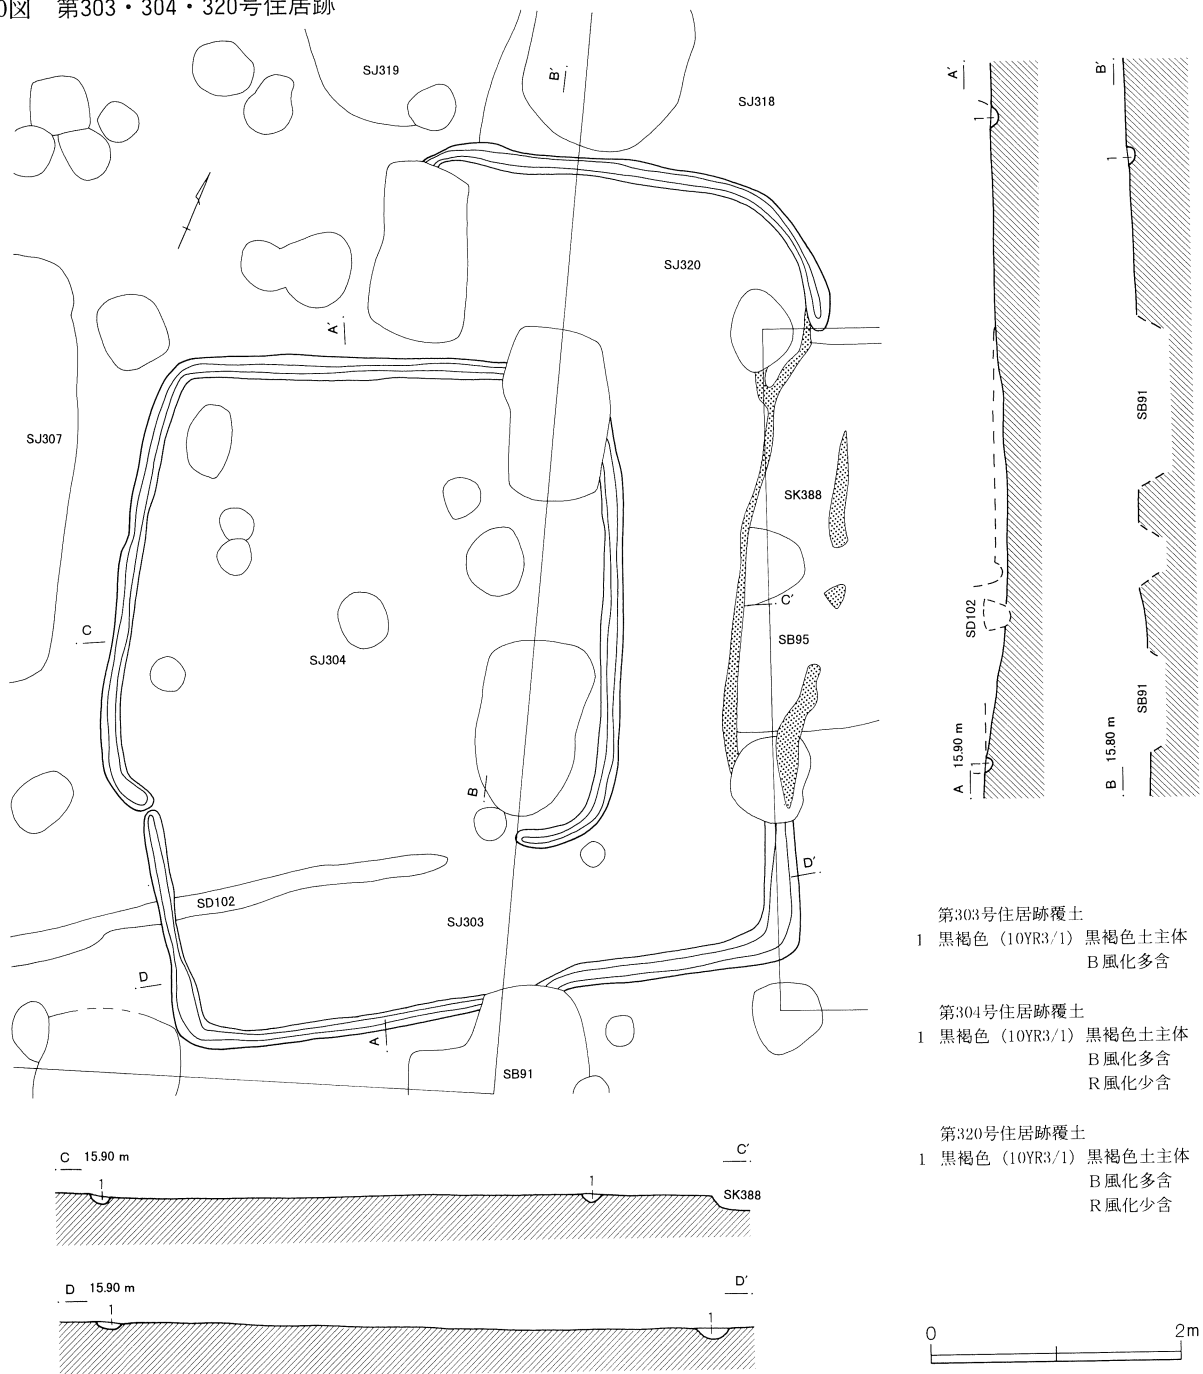 0図 第303・304・320号住居跡
SJ319
B′
SJ318
A′
B′
1
1
SJ320
A′
SJ307
SK388
SB91
C′
C
SB95
SJ304
SD102
SB91
B
A 15.90 m
1
B 15.80 m
D′
SD102
SJ303
D
A
SB91
第303号住居跡覆土
1 黒褐色（10YR3/1）黒褐色土主体
B風化多含
第304号住居跡覆土
1 黒褐色（10YR3/1）黒褐色土主体
B風化多含
R風化少含
第320号住居跡覆土
1 黒褐色（10YR3/1）黒褐色土主体
B風化多含
R風化少含
C 15.90 m
C′
1
1
SK388
D 15.90 m
D′
1
1
0
2m